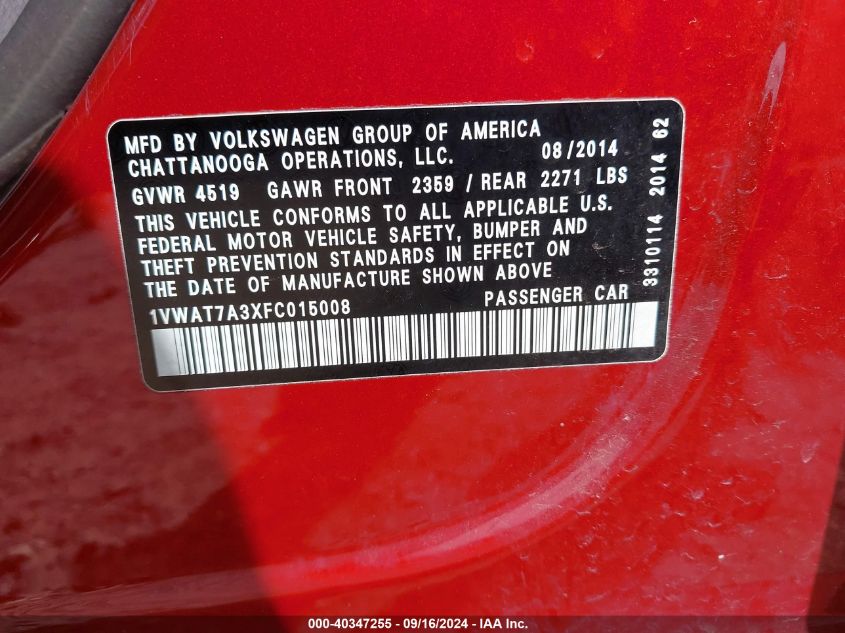 MFD BY VOLKSWAGEN GROUP OF AMERICA
CHATTANOOGA OPERATIONS, LLC. 08/2014
GVWR 4519 GAWR FRONT 2359 / REAR 2271 LBS
THIS VEHICLE CONFORMS TO ALL APPLICABLE U.S.
FEDERAL MOTOR VEHICLE SAFETY, BUMPER AND
THEFT PREVENTION STANDARDS IN EFFECT ON
THE DATE OF MANUFACTURE SHOWN ABOVE
1VWAT7A3XFC015008 PASSENGER CAR
3310114 2014 62
000-40347255 - 09/16/2024 - IAA Inc.